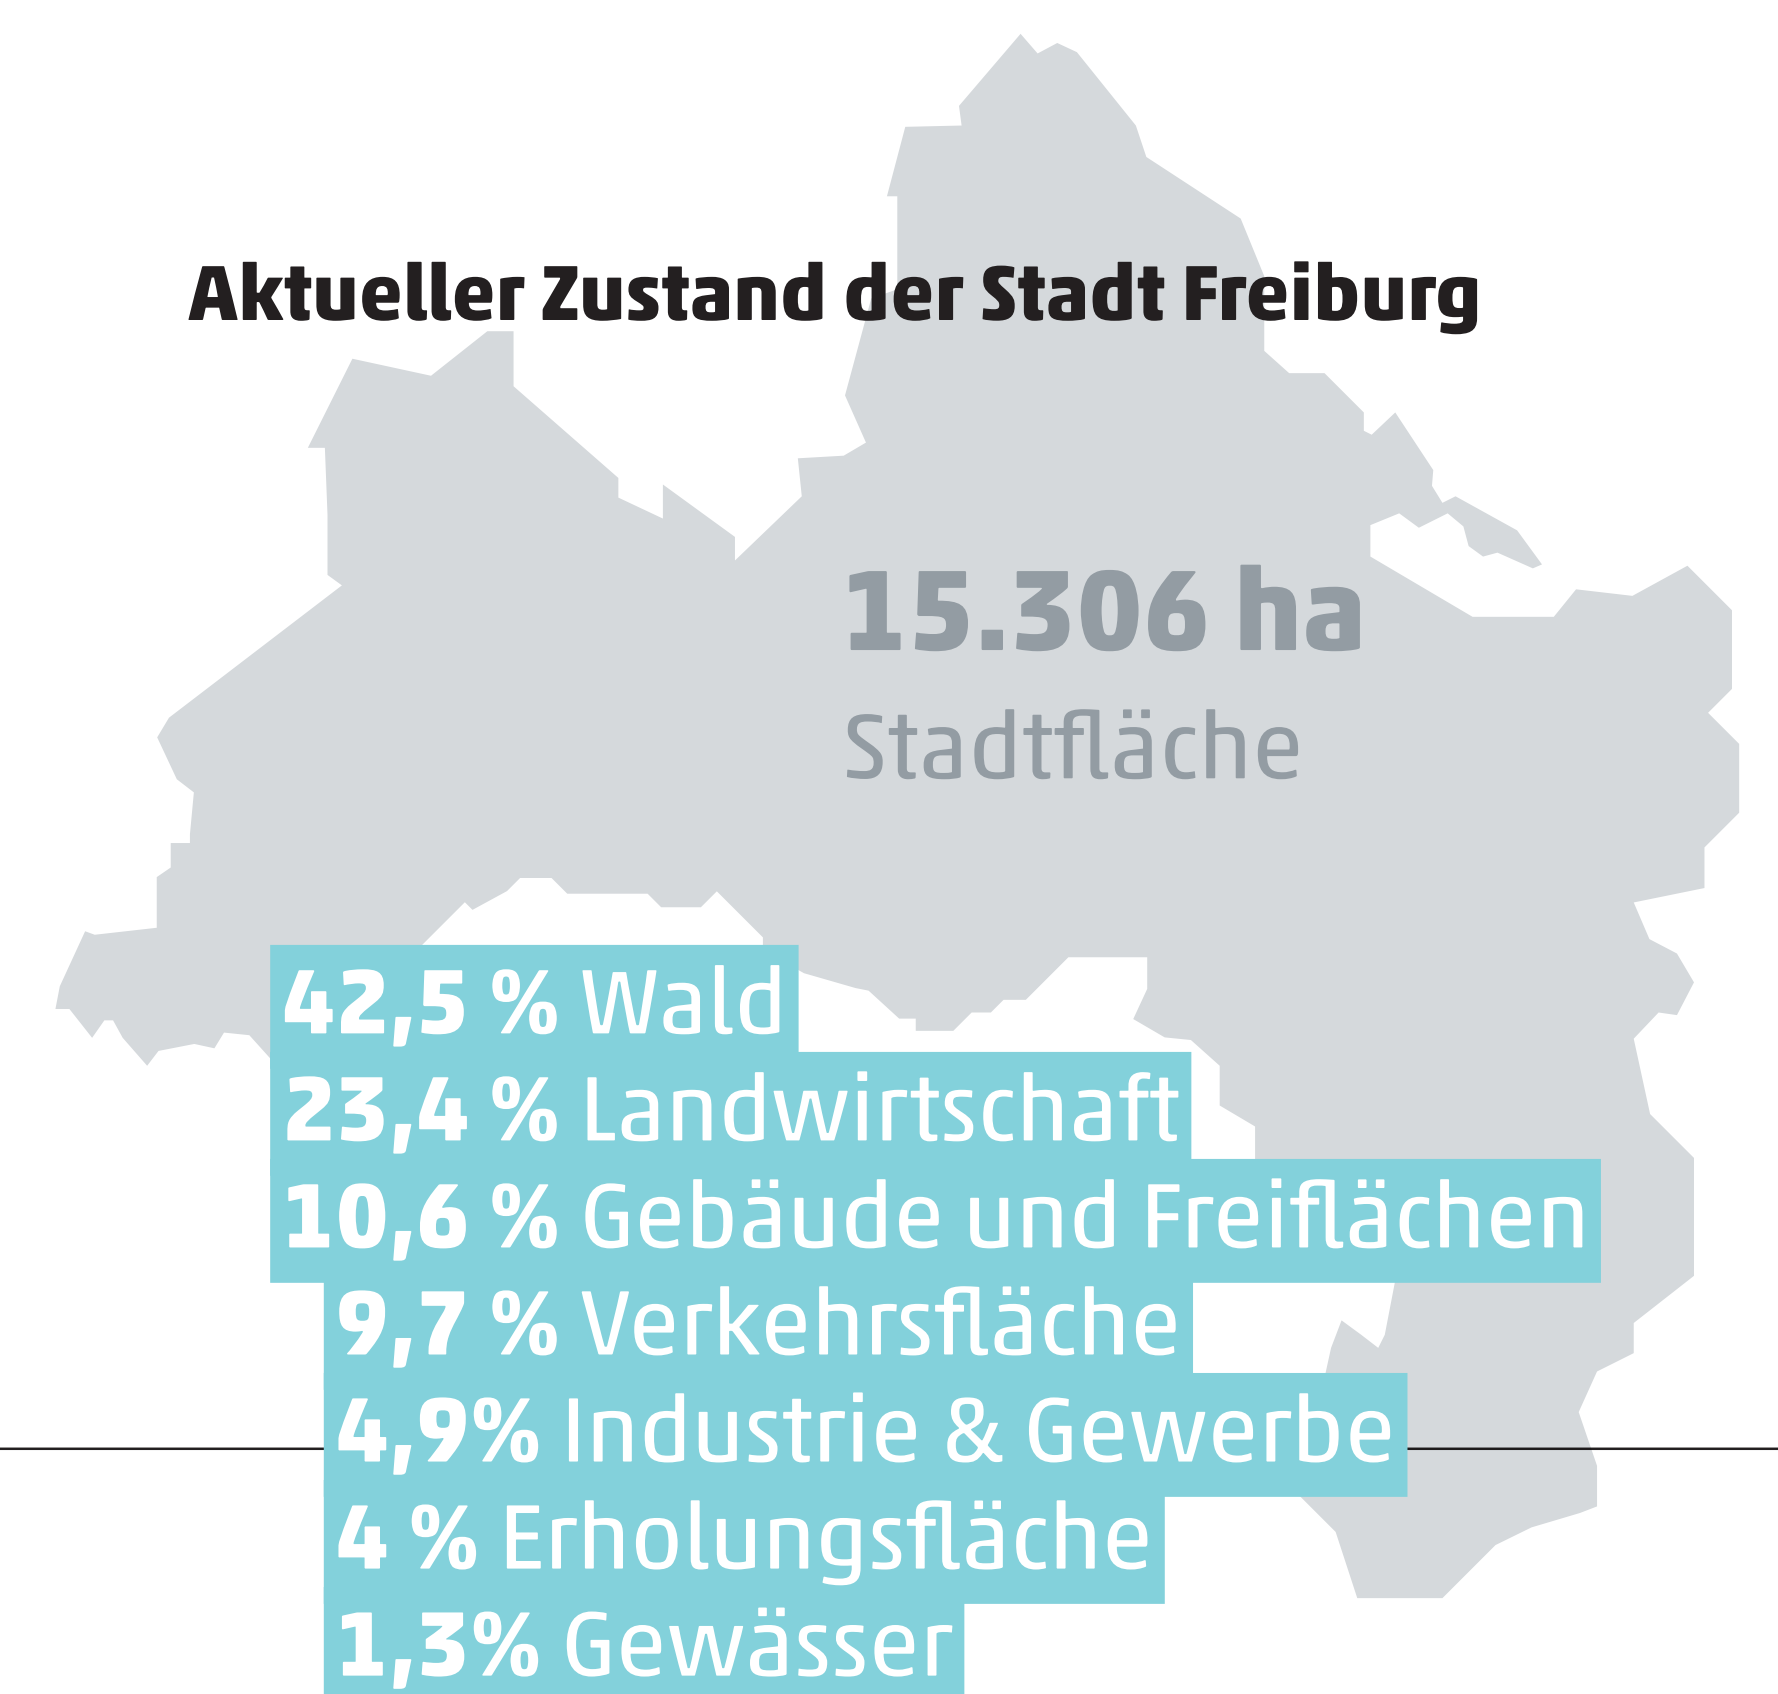 Aktueller Zustand der Stadt Freiburg
15.306 ha
Stadtfläche
42,5 % Wald
23,4 % Landwirtschaft
10,6 % Gebäude und Freiflächen
9,7 % Verkehrsfläche
4,9% Industrie & Gewerbe
4 % Erholungsfläche
1,3% Gewässer